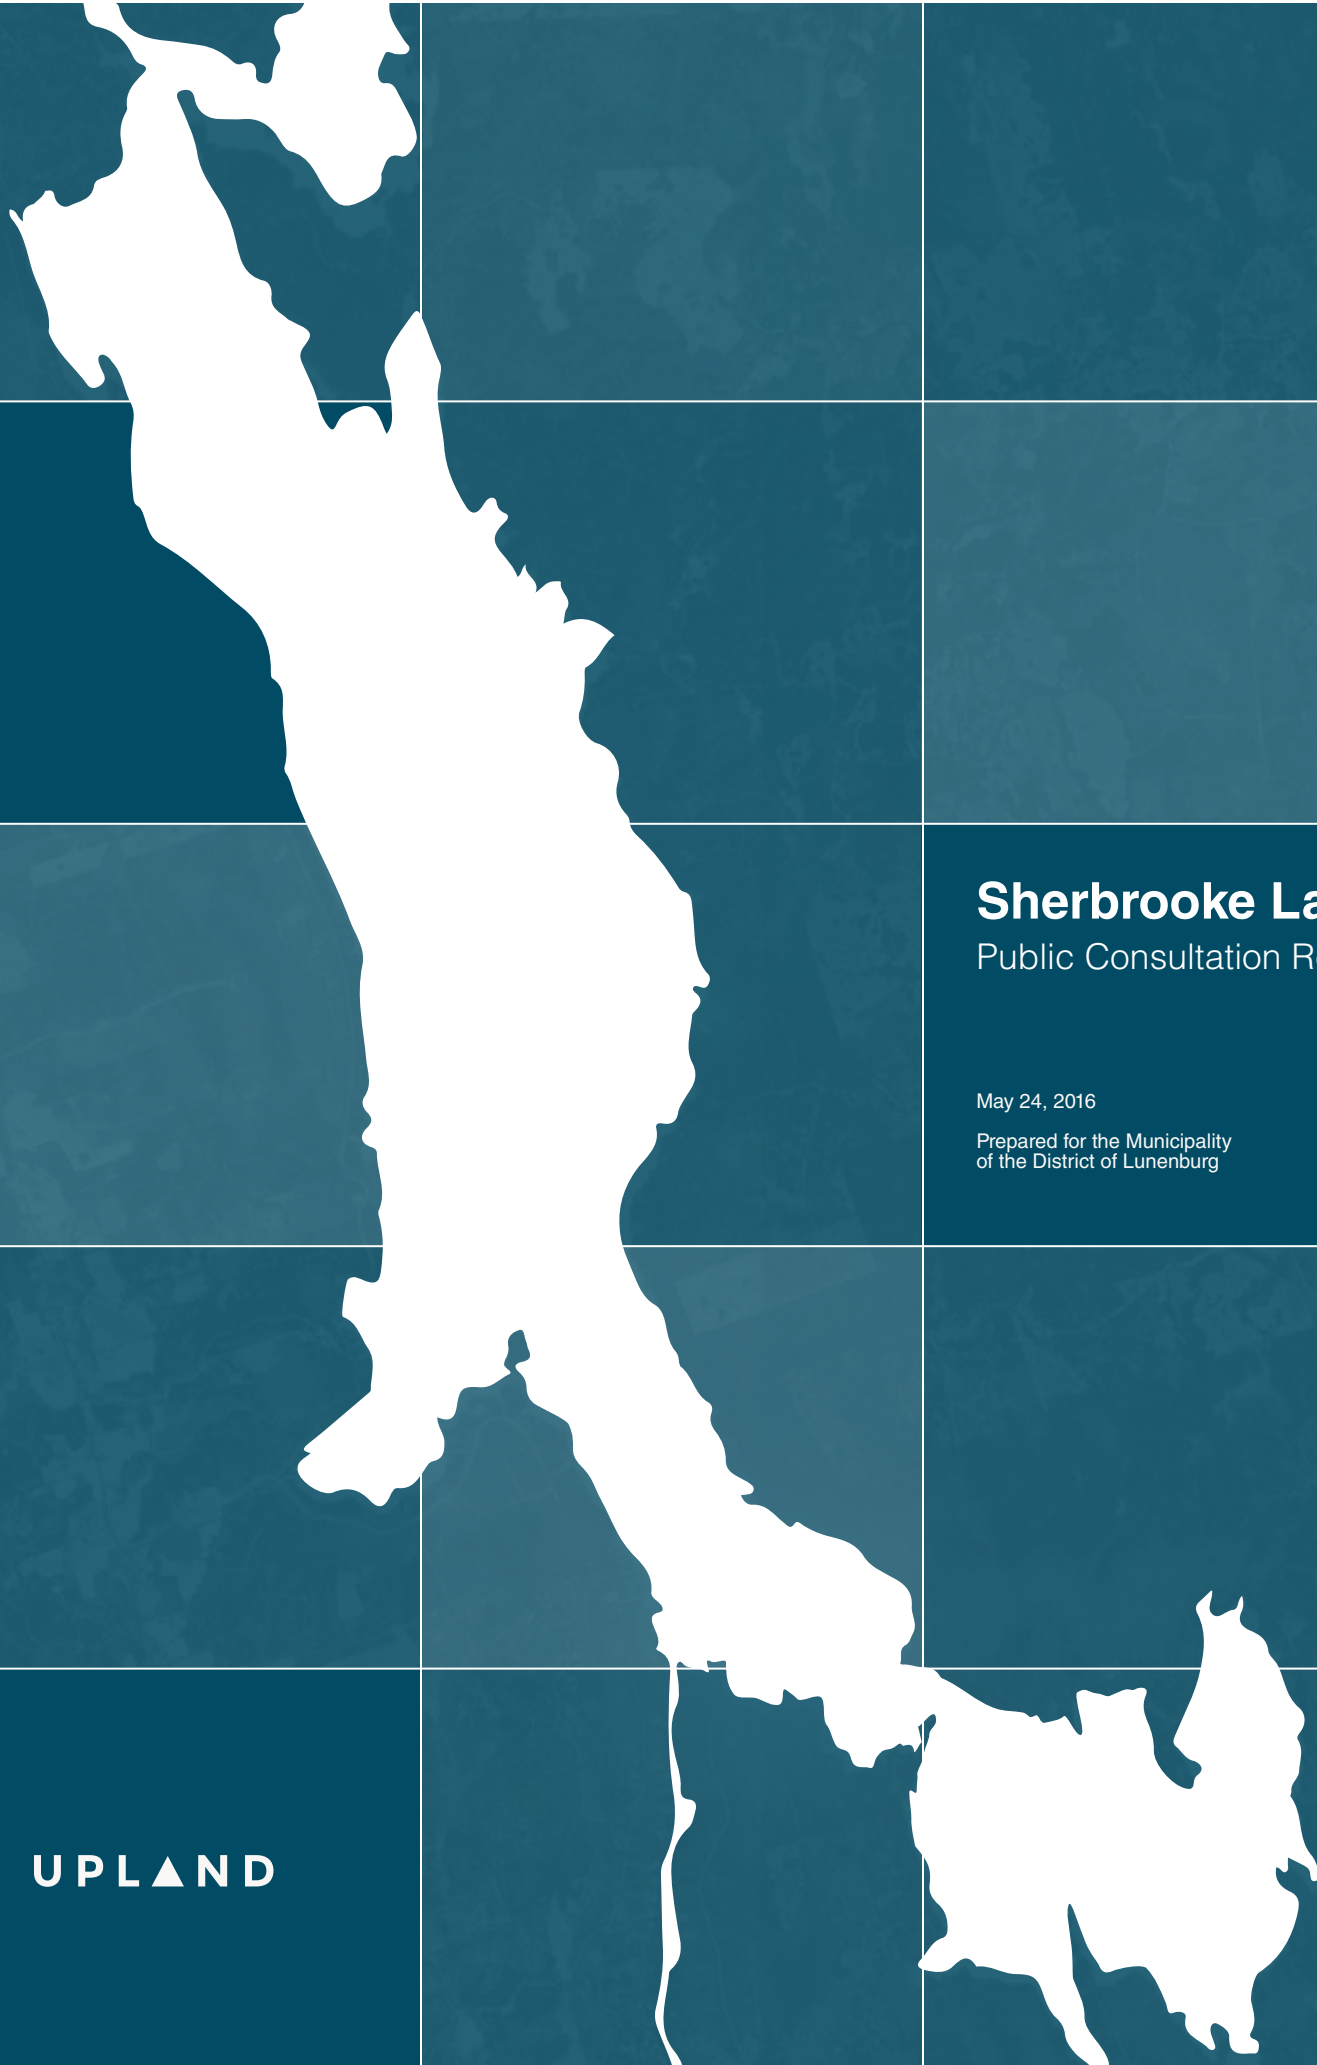 Sherbrooke La
Public Consultation R
May 24, 2016
Prepared for the Municipality
of the District of Lunenburg
UPLAND